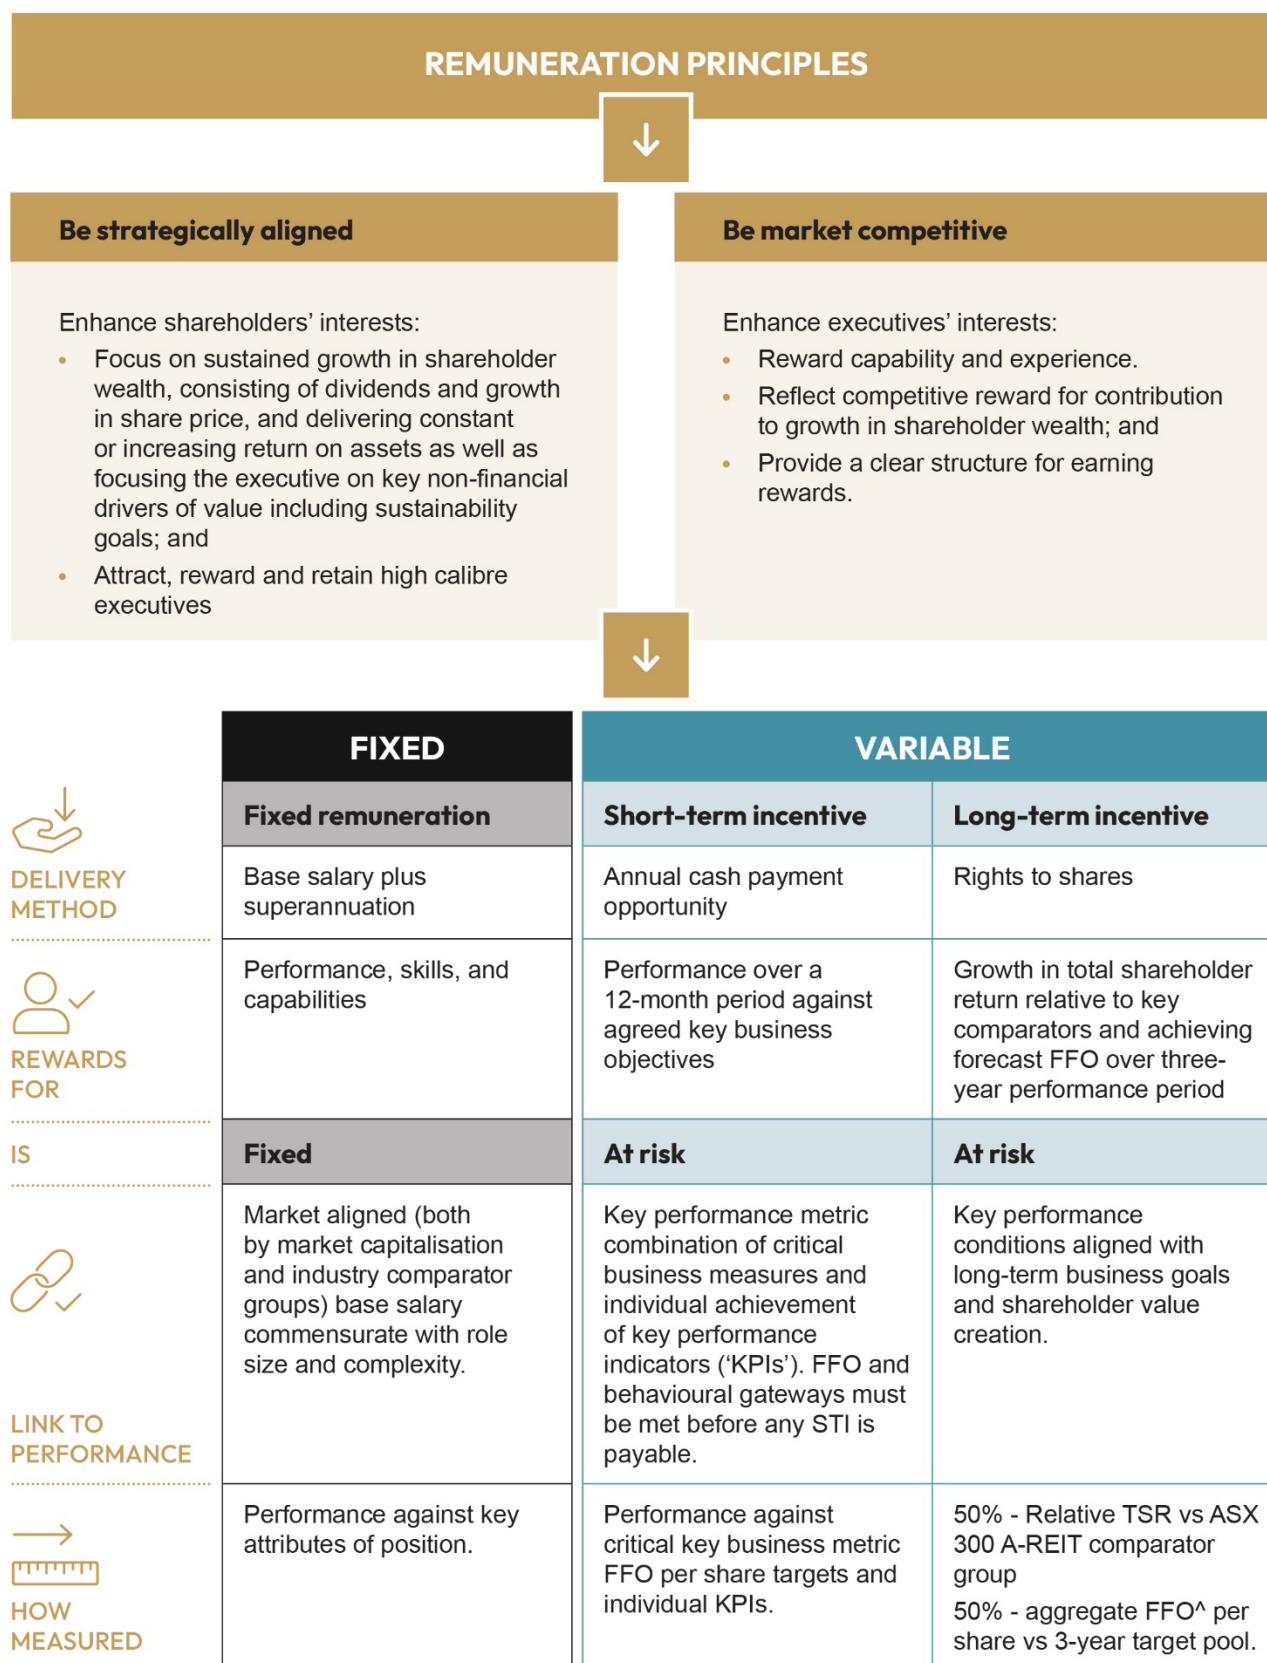 REMUNERATION PRINCIPLES
Be strategically aligned
Enhance shareholders’ interests:
• Focus on sustained growth in shareholder
wealth, consisting of dividends and growth
in share price, and delivering constant
or increasing return on assets as well as
focusing the executive on key non-financial
drivers of value including sustainability
goals; and
• Attract, reward and retain high calibre
executives
Be market competitive
Enhance executives’ interests:
• Reward capability and experience.
• Reflect competitive reward for contribution
to growth in shareholder wealth; and
• Provide a clear structure for earning
rewards.
FIXED
VARIABLE
Fixed remuneration
Short-term incentive
Long-term incentive
DELIVERY
METHOD
Base salary plus
superannuation
Annual cash payment
opportunity
Rights to shares
REWARDS
FOR
Performance, skills, and
capabilities
Performance over a
12-month period against
agreed key business
objectives
Growth in total shareholder
return relative to key
comparators and achieving
forecast FFO over three-
year performance period
IS
Fixed
At risk
At risk
LINK TO
PERFORMANCE
Market aligned (both
by market capitalisation
and industry comparator
groups) base salary
commensurate with role
size and complexity.
Key performance metric
combination of critical
business measures and
individual achievement
of key performance
indicators (‘KPIs’). FFO and
behavioural gateways must
be met before any STI is
payable.
Key performance
conditions aligned with
long-term business goals
and shareholder value
creation.
HOW
MEASURED
Performance against key
attributes of position.
Performance against
critical key business metric
FFO per share targets and
individual KPIs.
50% - Relative TSR vs ASX
300 A-REIT comparator
group
50% - aggregate FFO^ per
share vs 3-year target pool.